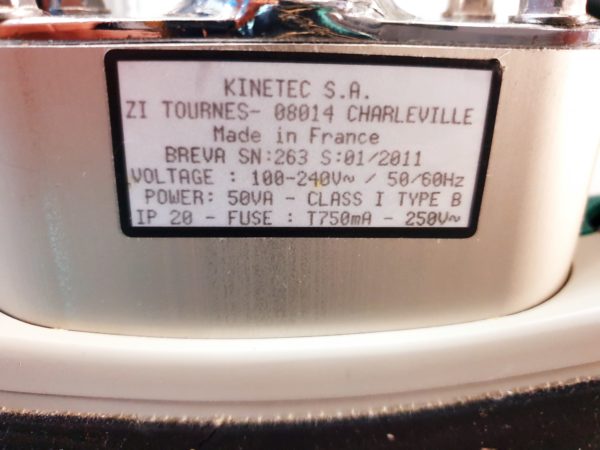 KINETEC S.A.
ZI TOURNES- 08014 CHARLEVILLE
Made in France
BREVA SN:263 S:01/2011
VOLTAGE : 100-240V~ / 50/60Hz
POWER: 50VA - CLASS I TYPE B
IP 20 - FUSE : T750mA - 250V~